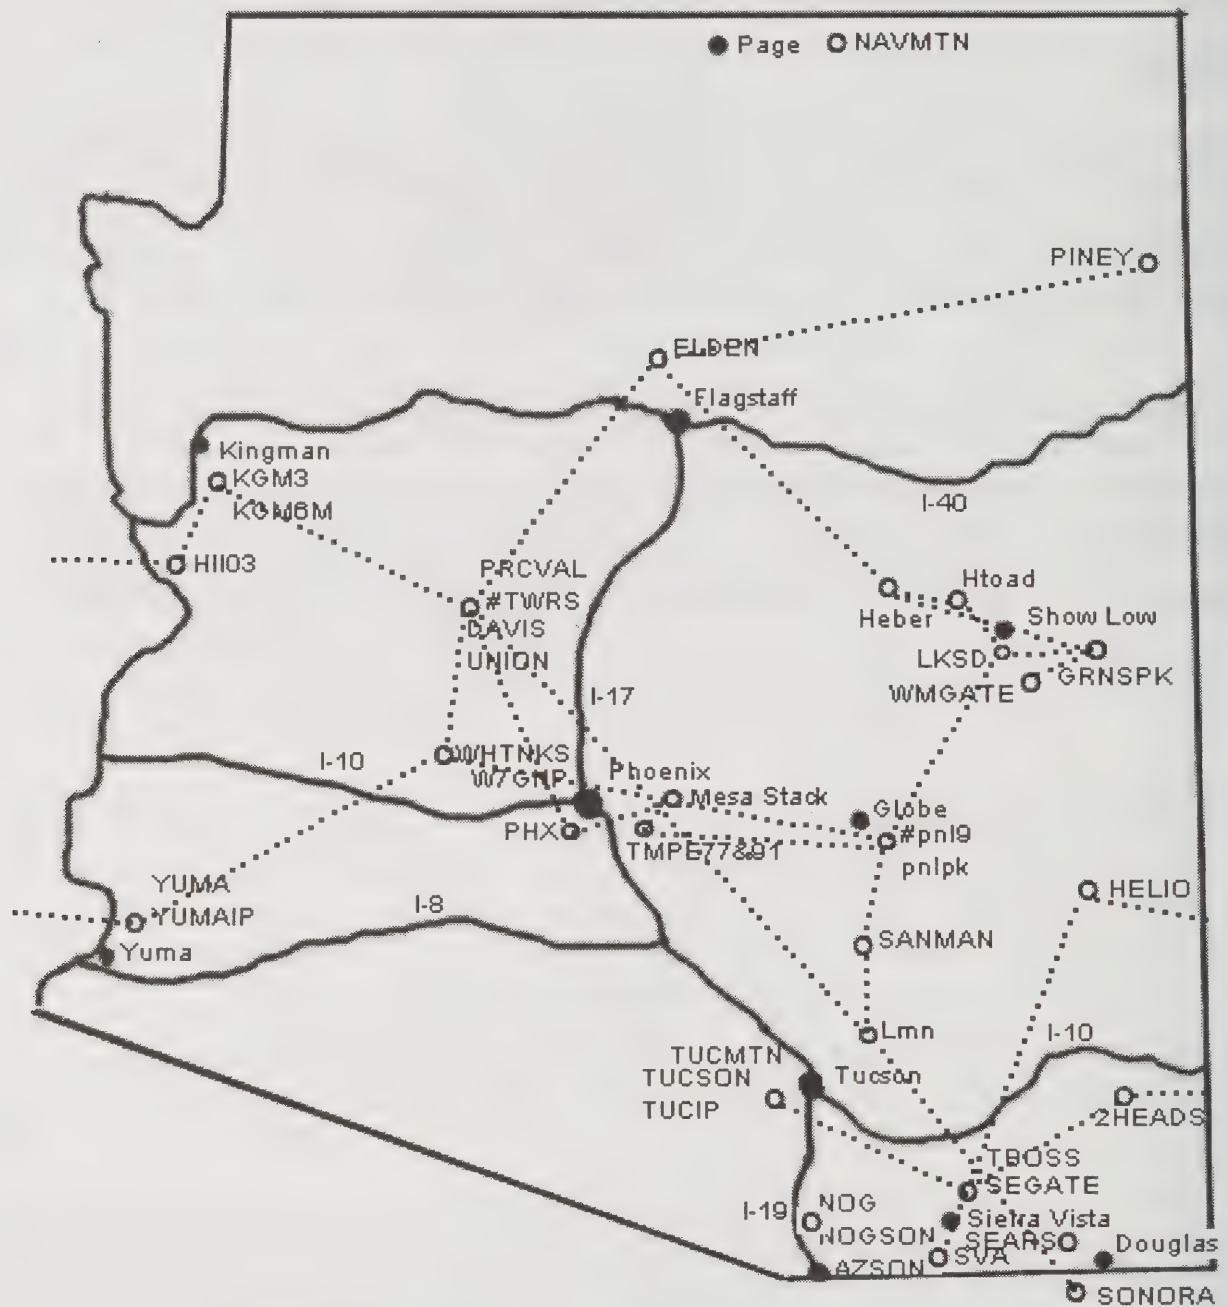 Page NAVMTN
PINEY
ELDEN
Flagstaff
Kingman
KGM3
KGM6M
I-40
HII03
PRCVAL
#TWRS
DAVIS
UNION
Htoad
Heber
Show Low
LKSD
GRNSPK
WMGATE
I-17
WHTNKS
W7GNP
I-10
Phoenix
Mesa Stack
PHX
TMPE77&91
Globe
#pnl9
pnlpk
YUMA
YUMAIP
Yuma
I-8
HELIO
SANMAN
Lmn
I-10
TUCMTN
TUCSON
TUCIP
Tucson
2HEADS
TBOSS
SEGATE
I-19
NOG
NOGSON
Sierra Vista
SEARS
SVA
Douglas
AZSON
SONORA